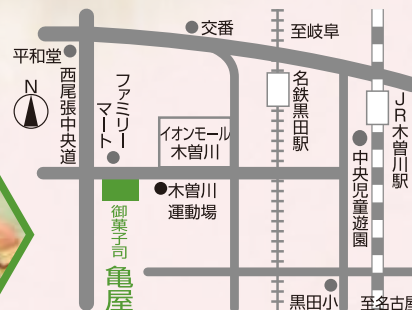 交番
至岐阜
平和堂
西尾張中央道
N
ファミリーマート
イオンモール
木曽川
名鉄黒田駅
JR木曽川駅
中央児童遊園
木曽川
運動場
御菓子司
亀屋
黒田小
至名古屋